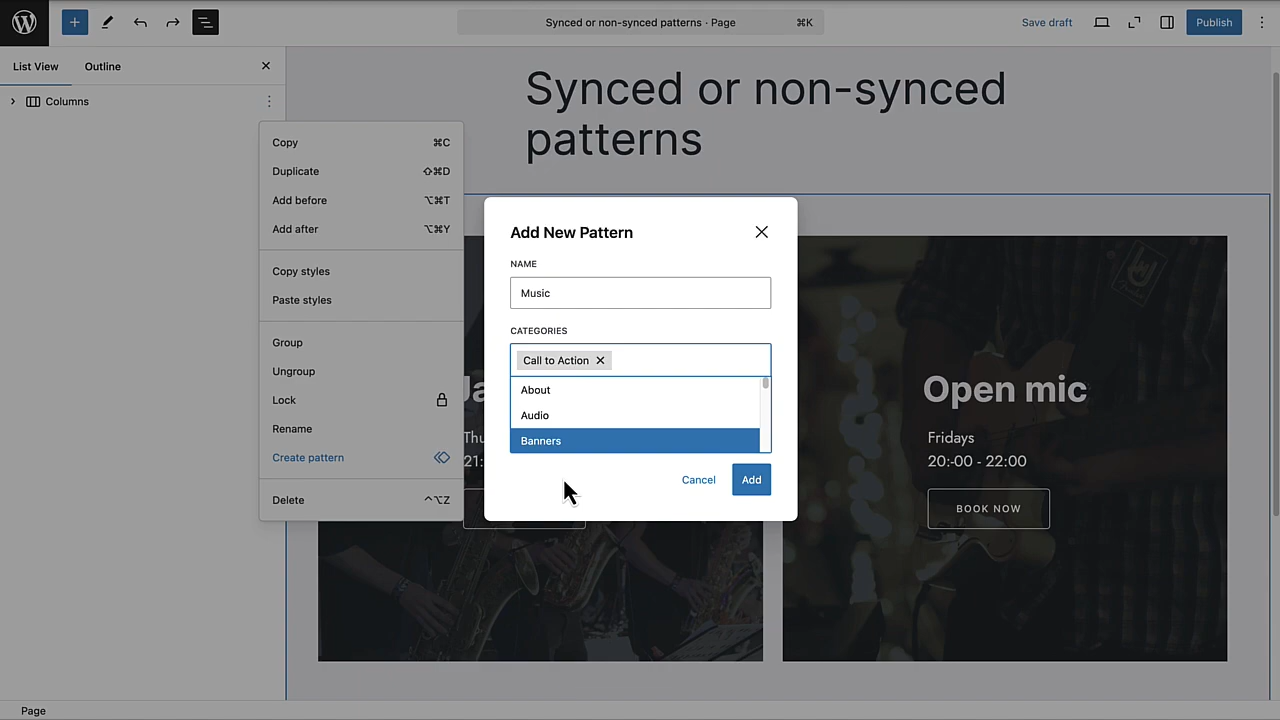 Synced or non-synced patterns · Page
⌘K
Save draft
Publish
List View
Outline
Columns
Copy ⌘C
Duplicate ⇧⌘D
Add before ⌥⌘T
Add after ⌥⌘Y
Copy styles
Paste styles
Group
Ungroup
Lock
Rename
Create pattern
Delete ^⌥Z
Synced or non-synced
patterns
Add New Pattern
NAME
Music
CATEGORIES
Call to Action
About
Audio
Banners
Cancel
Add
Ja
Thu
21:
Open mic
Fridays
20:-00 - 22:00
BOOK NOW
Page